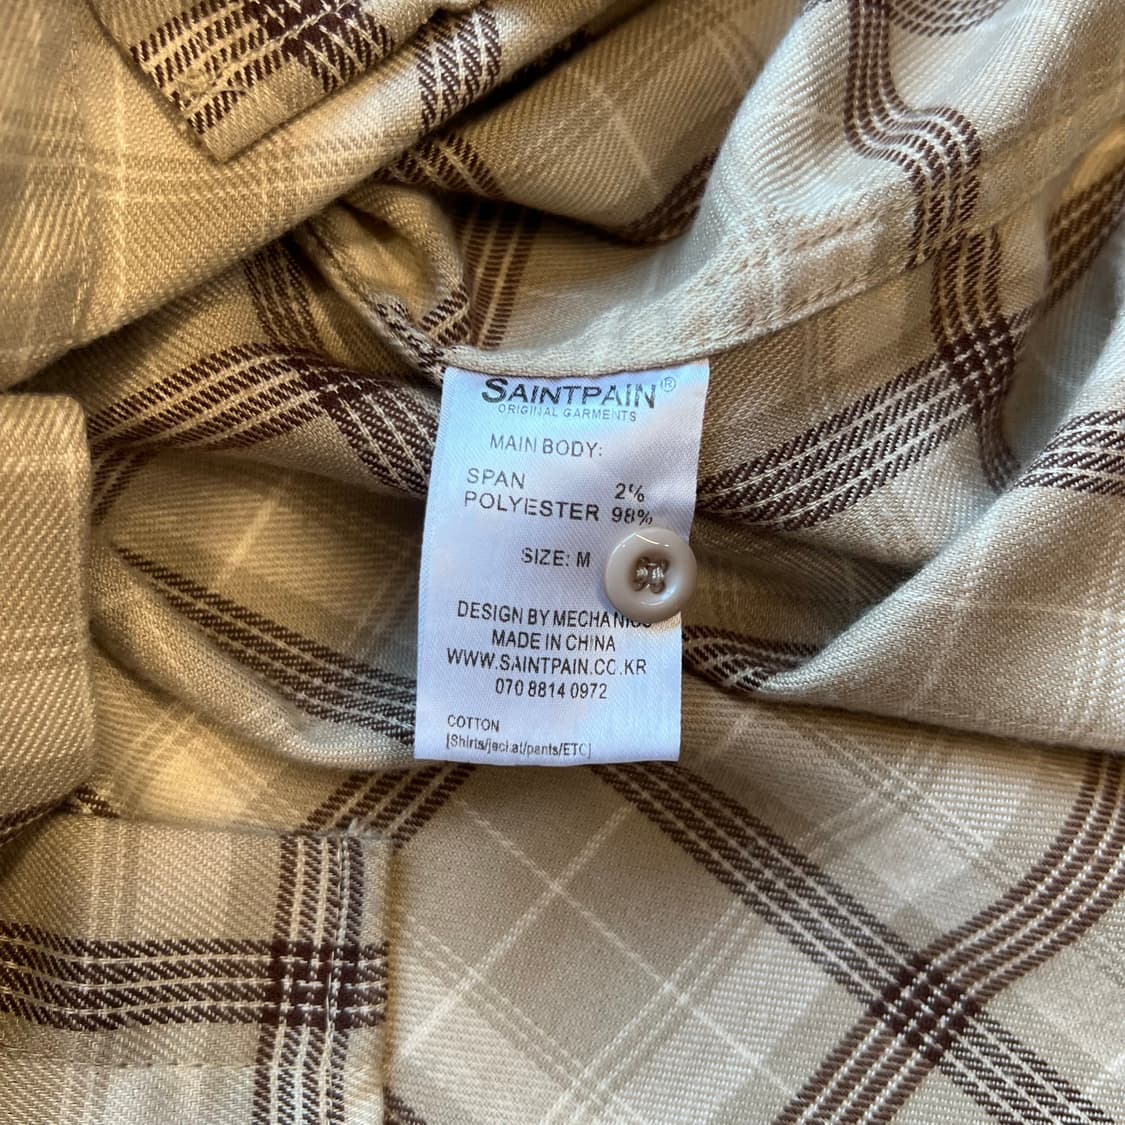 SAINTPAIN®
ORIGINAL GARMENTS
MAIN BODY:
SPAN 2%
POLYESTER 98%
SIZE: M
DESIGN BY
MADE IN CHINA
WWW.SAINTPAIN.CO.KR
070 8814 0972
COTTON
[Shirts/jacket/pants/ETC]